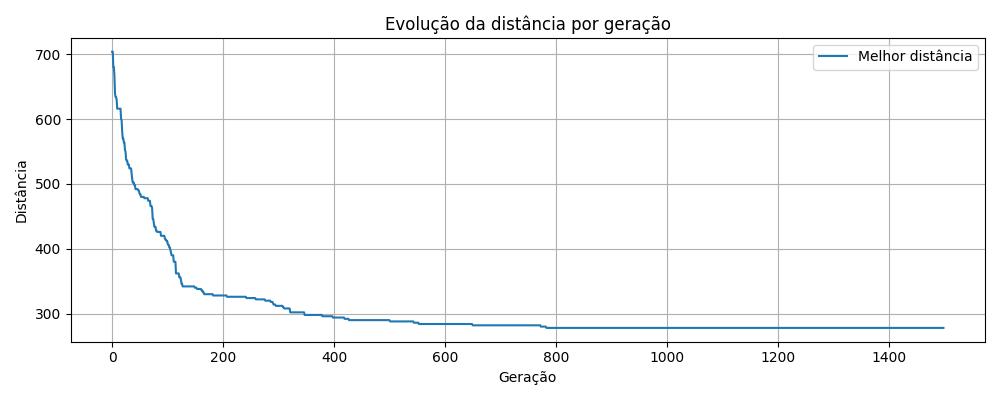 Evolução da distância por geração
Melhor distância
Distância
700
600
500
400
300
0 200 400 600 800 1000 1200 1400
Geração